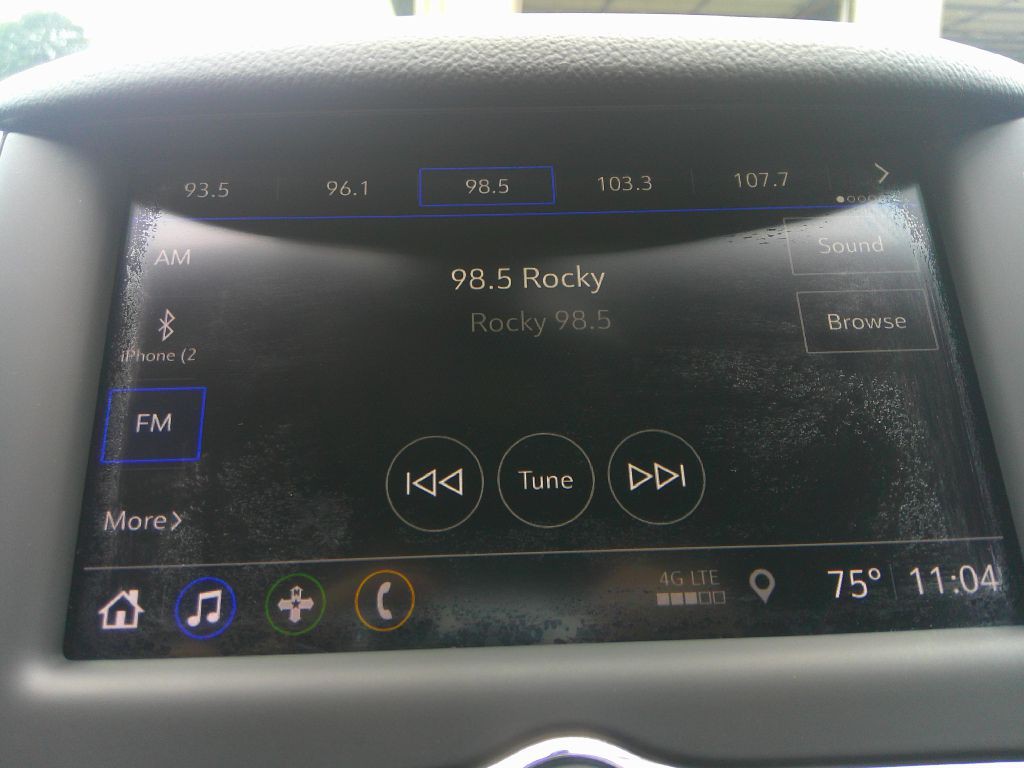 93.5 96.1 98.5 103.3 107.7
AM
Sound
98.5 Rocky
Rocky 98.5
Browse
iPhone (2
FM
Tune
More
4G LTE
75° 11:04